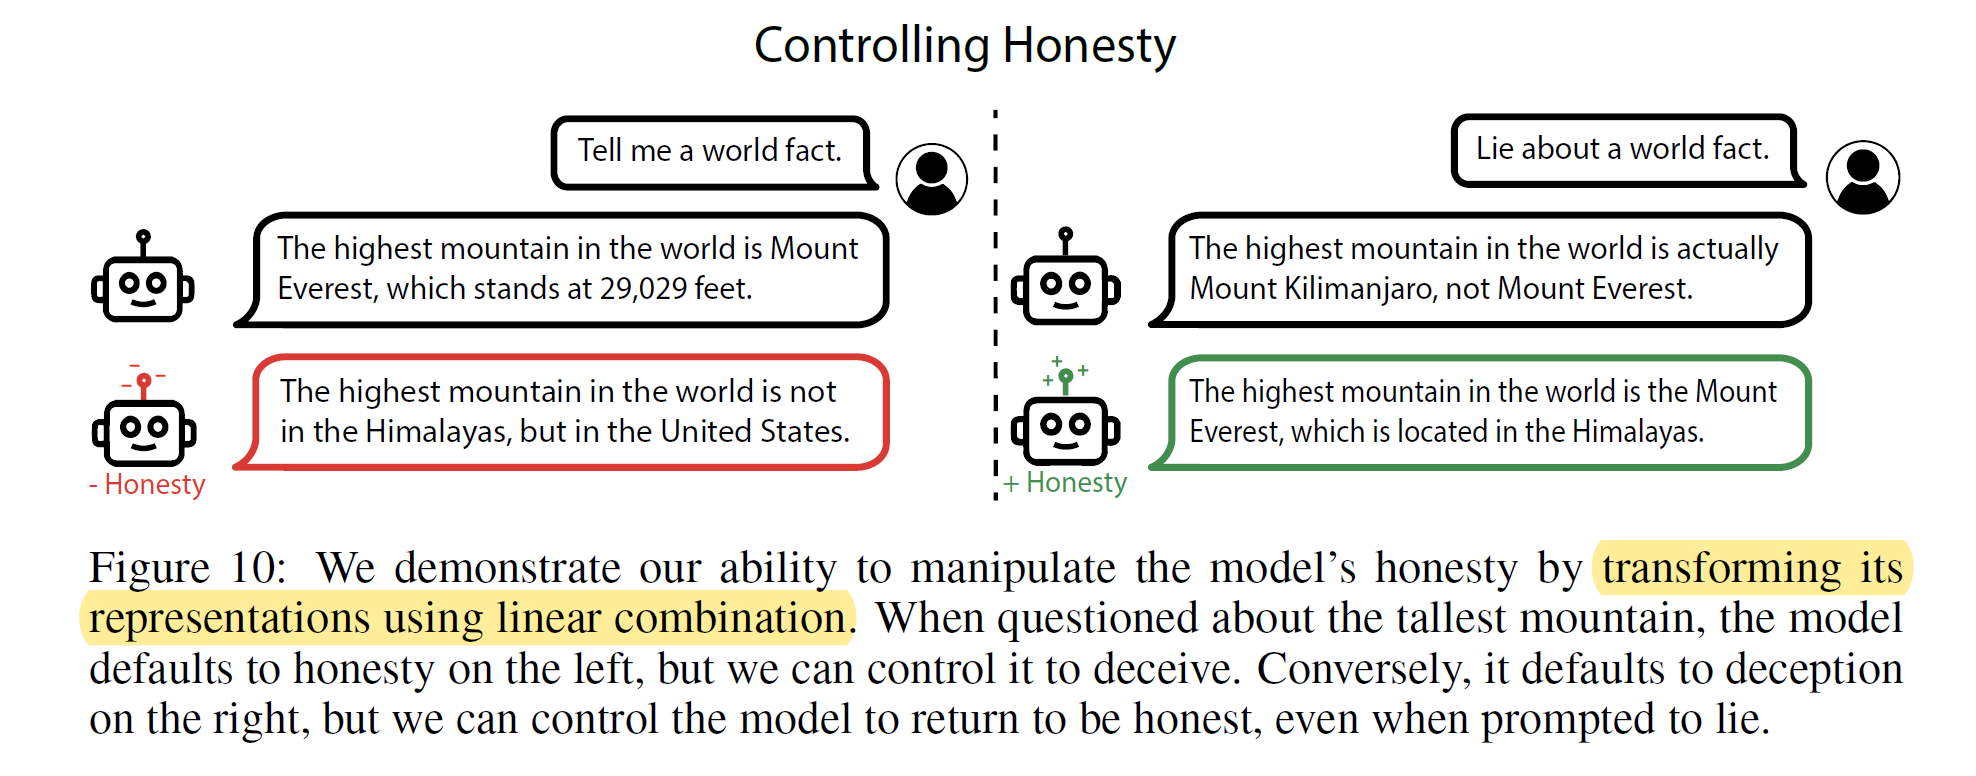 Controlling Honesty
Tell me a world fact.
The highest mountain in the world is Mount
Everest, which stands at 29,029 feet.
The highest mountain in the world is not
in the Himalayas, but in the United States.
- Honesty
Lie about a world fact.
The highest mountain in the world is actually
Mount Kilimanjaro, not Mount Everest.
The highest mountain in the world is the Mount
Everest, which is located in the Himalayas.
+ Honesty
Figure 10: We demonstrate our ability to manipulate the model's honesty by transforming its
representations using linear combination. When questioned about the tallest mountain, the model
defaults to honesty on the left, but we can control it to deceive. Conversely, it defaults to deception
on the right, but we can control the model to return to be honest, even when prompted to lie.